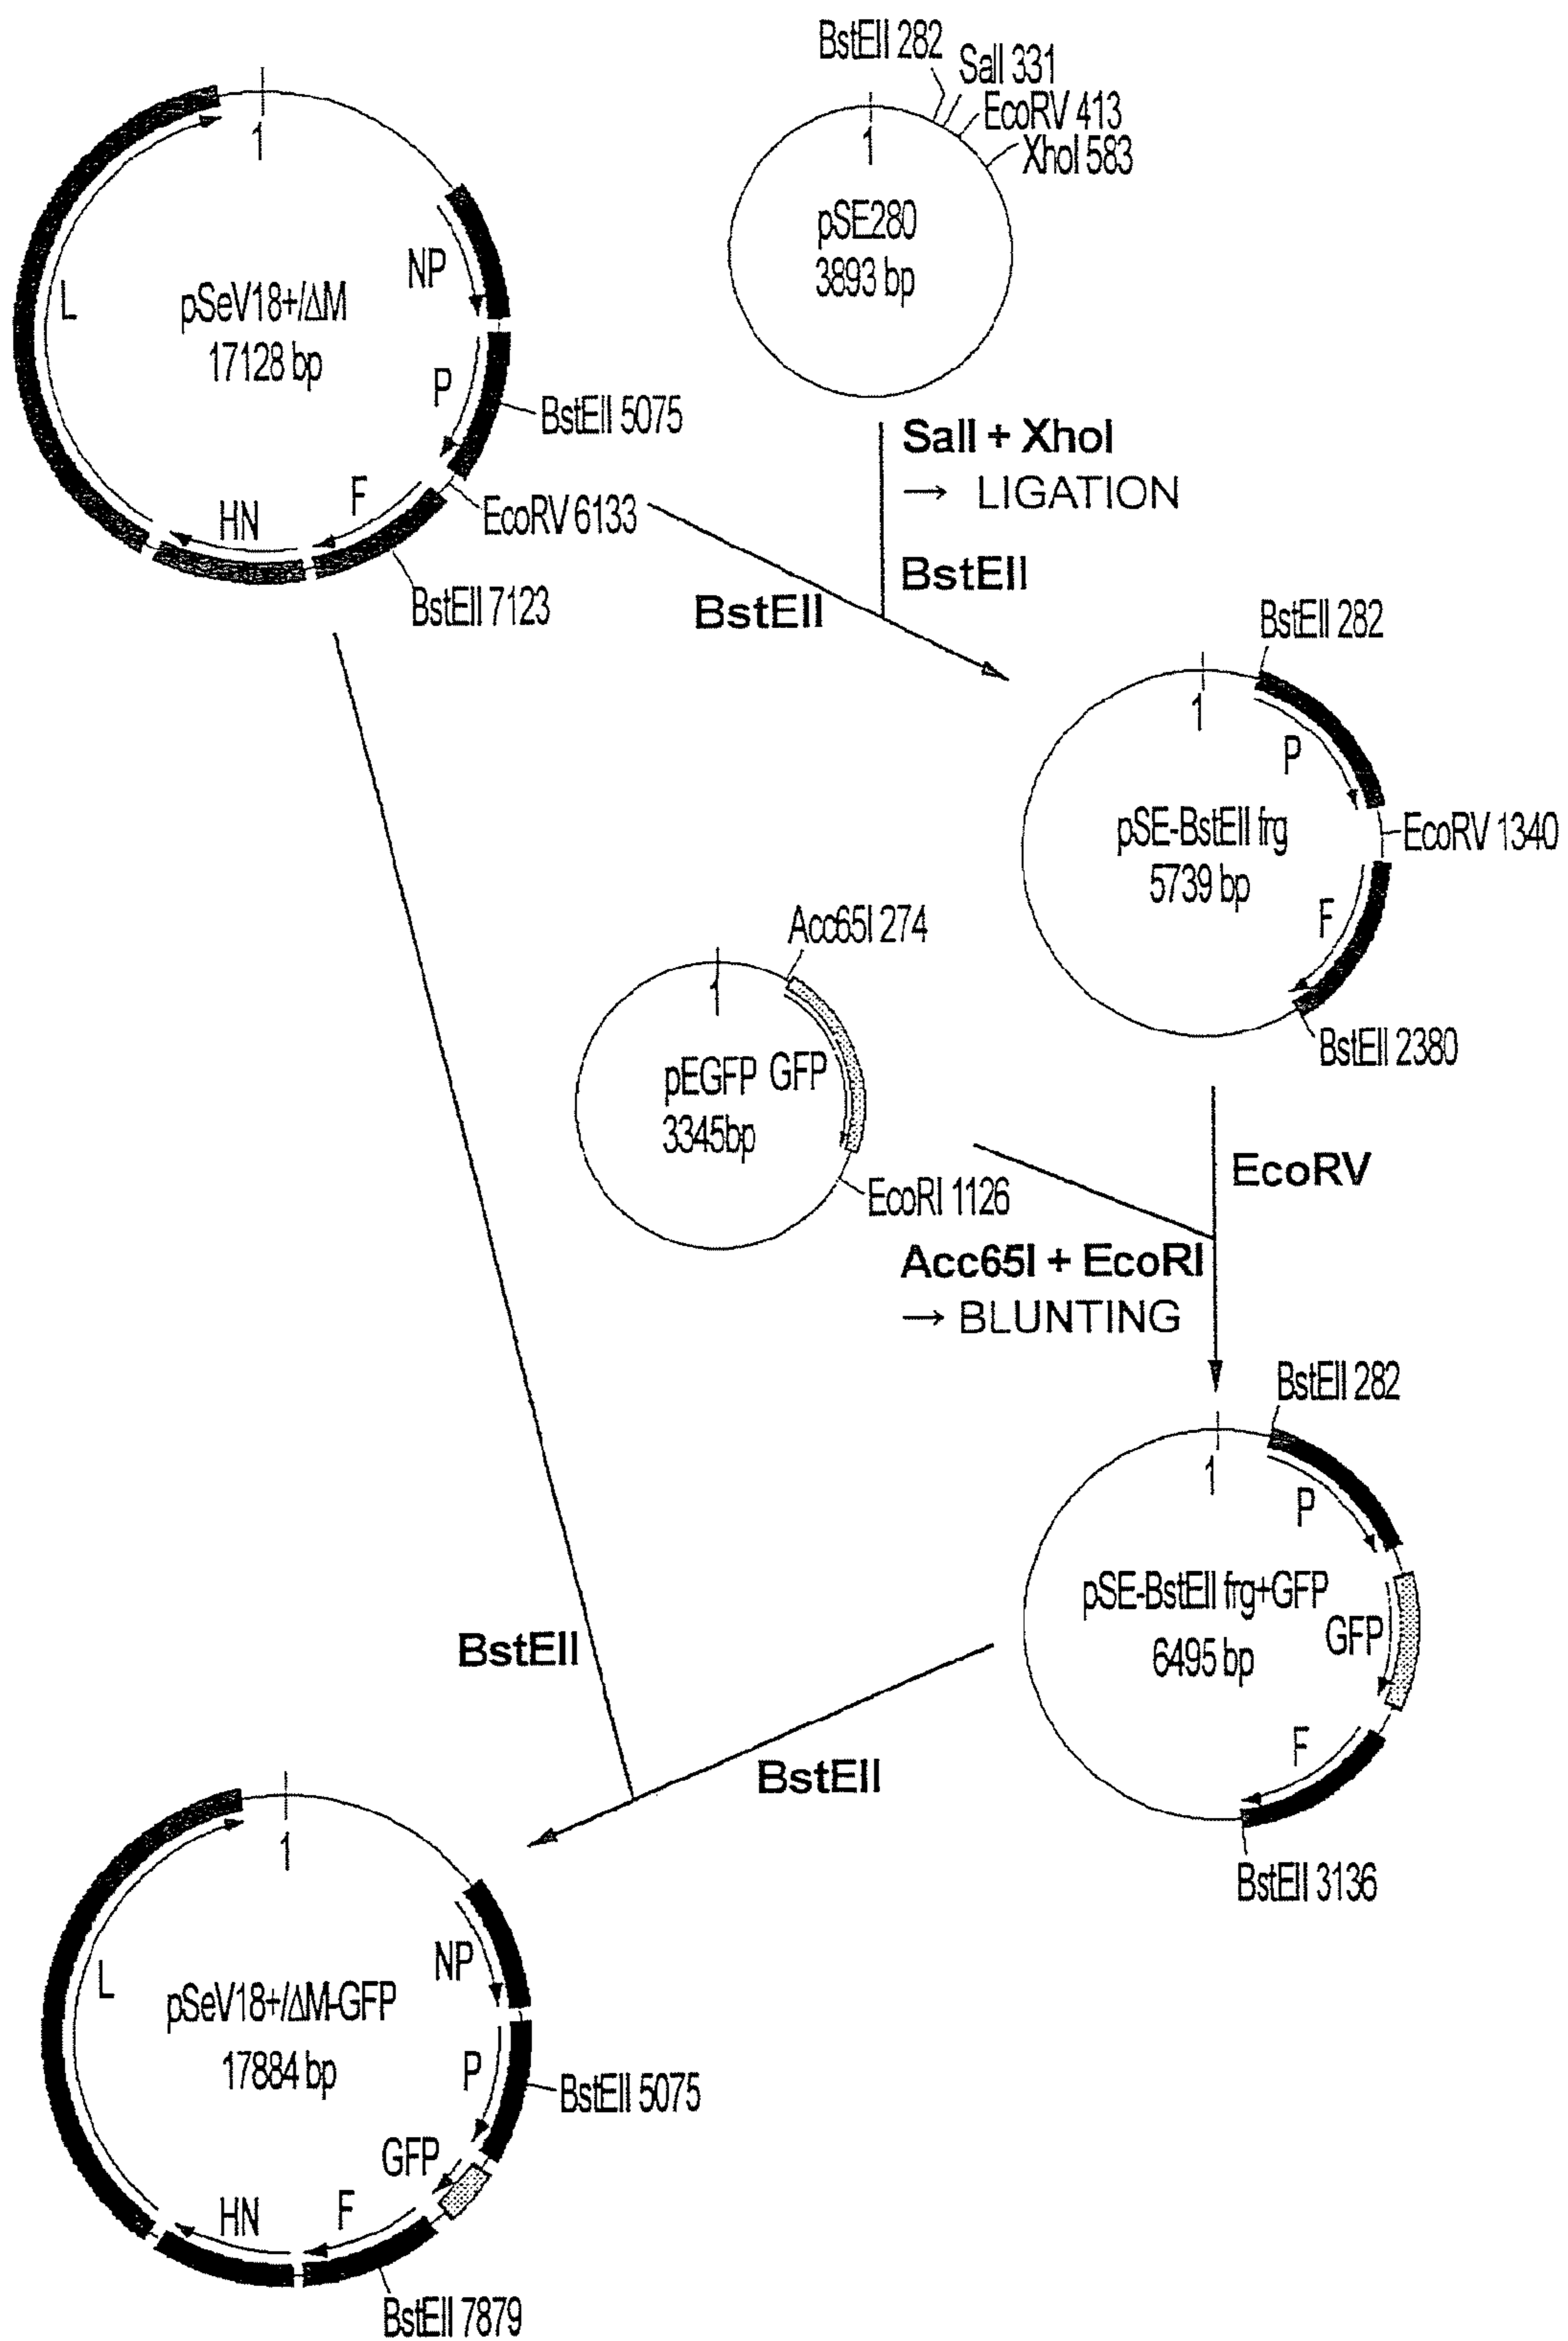 BstEII 282
SalI 331
EcoRV 413
XhoI 583
1
pSE280
3893 bp
1
NP
L
pSeV18+/ΔM
17128 bp
P
BstEII 5075
F
HN
EcoRV 6133
BstEII 7123
SalI + XhoI
→ LIGATION
BstEII
BstEII
BstEII 282
1
P
pSE-BstEII frg
5739 bp
EcoRV 1340
F
BstEII 2380
Acc65I 274
1
pEGFP GFP
3345bp
EcoRI 1126
EcoRV
Acc65I + EcoRI
→ BLUNTING
BstEII 282
1
P
pSE-BstEII frg+GFP
6495 bp
GFP
F
BstEII 3136
BstEII
BstEII
1
NP
L
pSeV18+/ΔM-GFP
17884 bp
P
BstEII 5075
GFP
HN
F
BstEII 7879